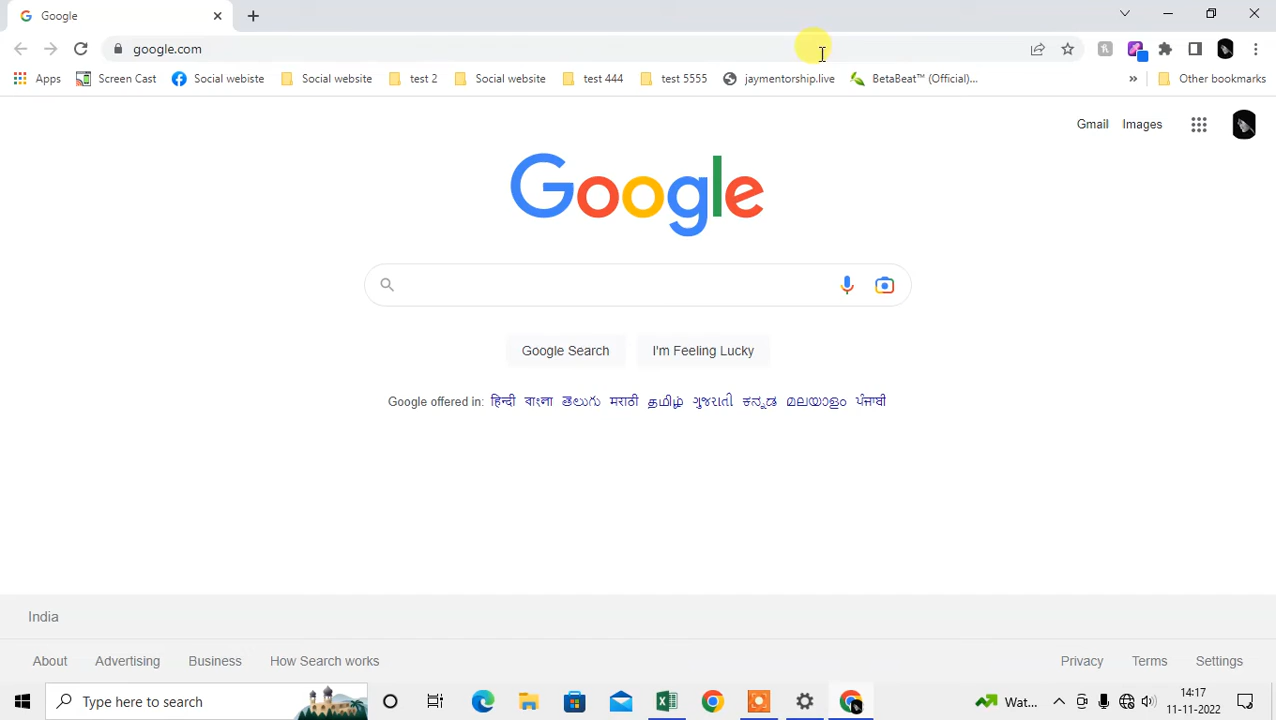 Google
google.com
Apps Screen Cast Social webiste Social website test 2 Social website test 444 test 5555 jaymentorship.live BetaBeat™ (Official)... » Other bookmarks
Gmail Images
Google
Google Search I'm Feeling Lucky
Google offered in: हिन्दी বাংলা తెలుగు मराठी தமிழ் ગુજરાતી ಕನ್ನಡ മലയാളം ਪੰਜਾਬੀ
India
About Advertising Business How Search works Privacy Terms Settings
Type here to search Wat... 14:17
11-11-2022